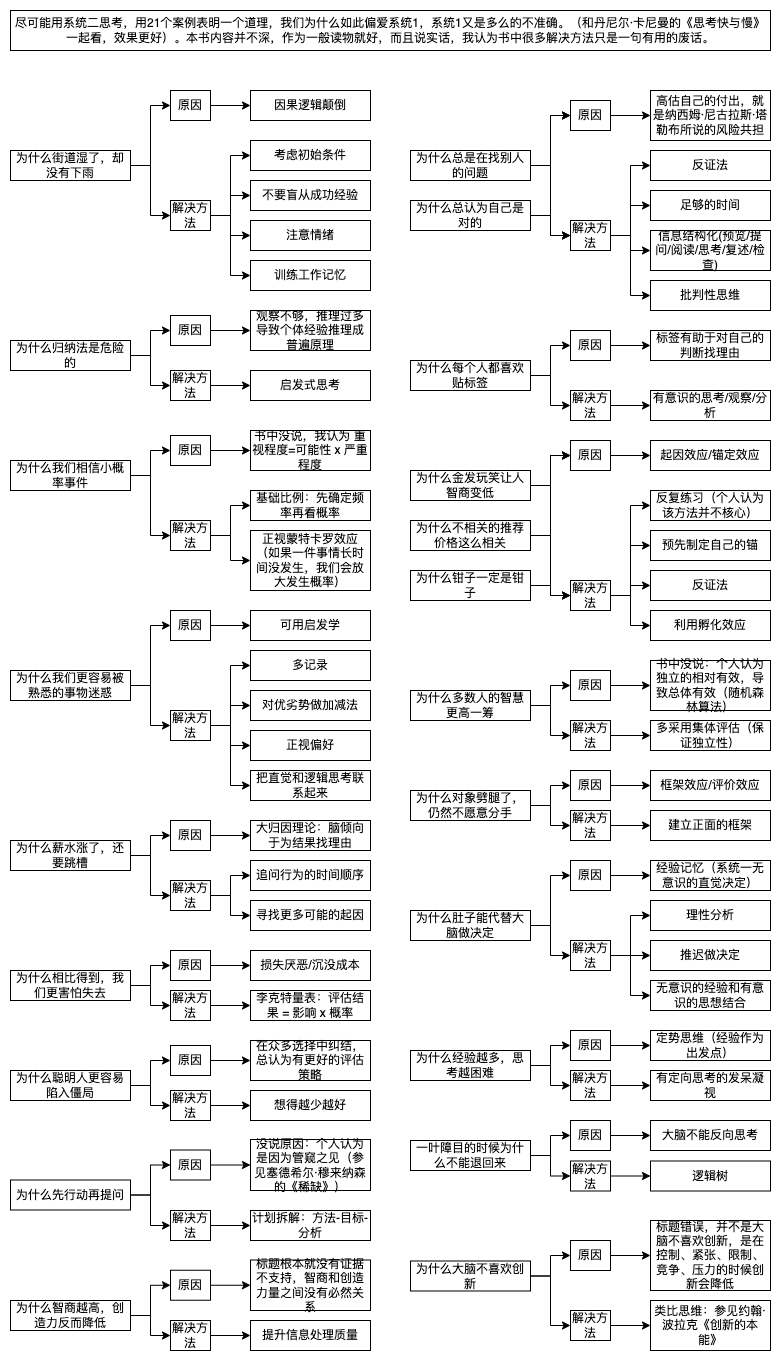 尽可能用系统二思考，用21个案例表明一个道理，我们为什么如此偏爱系统1，系统1又是多么的不准确。（和丹尼尔·卡尼曼的《思考快与慢》
一起看，效果更好）。本书内容并不深，作为一般读物就好，而且说实话，我认为书中很多解决方法只是一句有用的废话。
为什么街道湿了，却
没有下雨
原因
因果逻辑颠倒
解决方
法
考虑初始条件
不要盲从成功经验
注意情绪
训练工作记忆
为什么归纳法是危险
的
原因
观察不够，推理过多
导致个体经验推理成
普遍原理
解决方
法
启发式思考
为什么我们相信小概
率事件
原因
书中没说，我认为 重
视程度=可能性 x 严重
程度
解决方
法
基础比例：先确定频
率再看概率
正视蒙特卡罗效应
（如果一件事情长时
间没发生，我们会放
大发生概率）
为什么我们更容易被
熟悉的事物迷惑
原因
可用启发学
解决方
法
多记录
对优劣势做加减法
正视偏好
把直觉和逻辑思考联
系起来
为什么薪水涨了，还
要跳槽
原因
大归因理论：脑倾向
于为结果找理由
解决方
法
追问行为的时间顺序
寻找更多可能的起因
为什么相比得到，我
们更害怕失去
原因
损失厌恶/沉没成本
解决方
法
李克特量表：评估结
果 = 影响 x 概率
为什么聪明人更容易
陷入僵局
原因
在众多选择中纠结，
总认为有更好的评估
策略
解决方
法
想得越少越好
为什么先行动再提问
原因
没说原因：个人认为
是因为管窥之见（参
见塞德希尔·穆来纳森
的《稀缺》）
解决方
法
计划拆解：方法-目标-
分析
为什么智商越高，创
造力反而降低
原因
标题根本就没有证据
不支持，智商和创造
力量之间没有必然关
系
解决方
法
提升信息处理质量
为什么总是在找别人
的问题
为什么总认为自己是
对的
原因
高估自己的付出，就
是纳西姆·尼古拉斯·塔
勒布所说的风险共担
解决方
法
反证法
足够的时间
信息结构化(预览/提
问/阅读/思考/复述/检
查)
批判性思维
为什么每个人都喜欢
贴标签
原因
标签有助于对自己的
判断找理由
解决方
法
有意识的思考/观察/分
析
为什么金发玩笑让人
智商变低
为什么不相关的推荐
价格这么相关
为什么钳子一定是钳
子
原因
起因效应/锚定效应
解决方
法
反复练习（个人认为
该方法并不核心）
预先制定自己的锚
反证法
利用孵化效应
为什么多数人的智慧
更高一筹
原因
书中没说：个人认为
独立的相对有效，导
致总体有效（随机森
林算法）
解决方
法
多采用集体评估（保
证独立性）
为什么对象劈腿了，
仍然不愿意分手
原因
框架效应/评价效应
解决方
法
建立正面的框架
为什么肚子能代替大
脑做决定
原因
经验记忆（系统一无
意识的直觉决定）
解决方
法
理性分析
推迟做决定
无意识的经验和有意
识的思想结合
为什么经验越多，思
考越困难
原因
定势思维（经验作为
出发点）
解决方
法
有定向思考的发呆凝
视
一叶障目的时候为什
么不能退回来
原因
大脑不能反向思考
解决方
法
逻辑树
为什么大脑不喜欢创
新
原因
标题错误，并不是大
脑不喜欢创新，是在
控制、紧张、限制、
竞争、压力的时候创
新会降低
解决方
法
类比思维：参见约翰·
波拉克《创新的本
能》